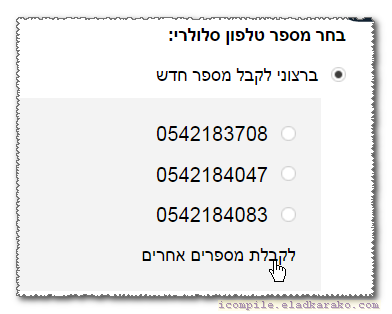 בחר מספר טלפון סלולרי:
ברצוני לקבל מספר חדש
0542183708
0542184047
0542184083
לקבלת מספרים אחרים
icompile.eladkarako.com